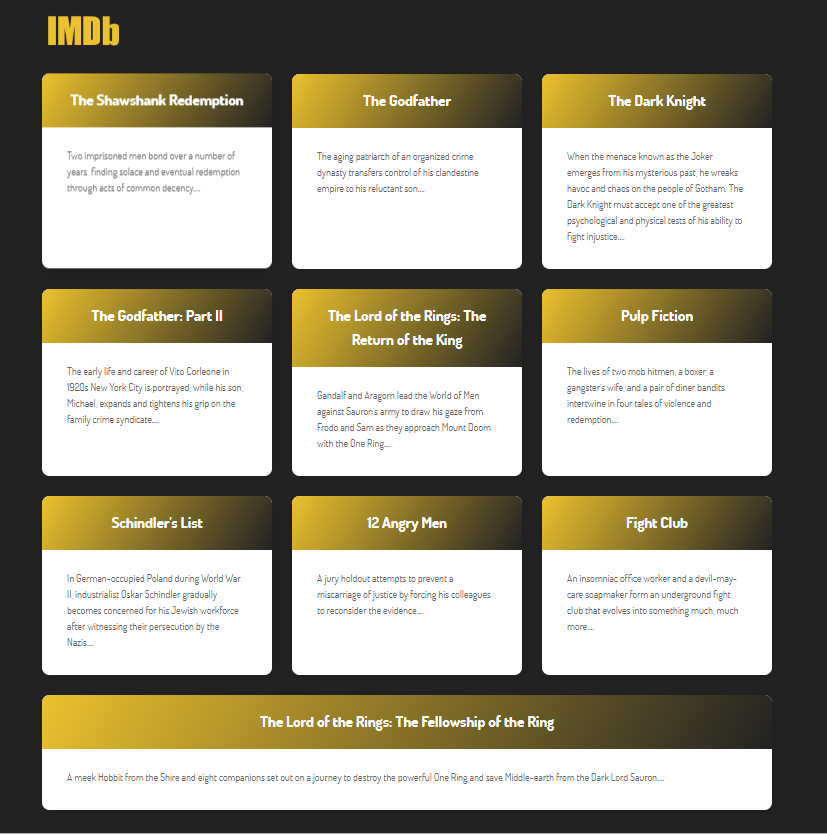 IMDb
The Shawshank Redemption
Two imprisoned men bond over a number of
years, finding solace and eventual redemption
through acts of common decency....
The Godfather
The aging patriarch of an organized crime
dynasty transfers control of his clandestine
empire to his reluctant son....
The Dark Knight
When the menace known as the Joker
emerges from his mysterious past, he wreaks
havoc and chaos on the people of Gotham. The
Dark Knight must accept one of the greatest
psychological and physical tests of his ability to
fight injustice....
The Godfather: Part II
The early life and career of Vito Corleone in
1920s New York City is portrayed, while his son,
Michael, expands and tightens his grip on the
family crime syndicate....
The Lord of the Rings: The
Return of the King
Gandalf and Aragorn lead the World of Men
against Sauron's army to draw his gaze from
Frodo and Sam as they approach Mount Doom
with the One Ring....
Pulp Fiction
The lives of two mob hitmen, a boxer, a
gangster's wife, and a pair of diner bandits
intertwine in four tales of violence and
redemption....
Schindler's List
In German-occupied Poland during World War
II, industrialist Oskar Schindler gradually
becomes concerned for his Jewish workforce
after witnessing their persecution by the
Nazis....
12 Angry Men
A jury holdout attempts to prevent a
miscarriage of justice by forcing his colleagues
to reconsider the evidence....
Fight Club
An insomniac office worker and a devil-may-
care soapmaker form an underground fight
club that evolves into something much, much
more....
The Lord of the Rings: The Fellowship of the Ring
A meek Hobbit from the Shire and eight companions set out on a journey to destroy the powerful One Ring and save Middle-earth from the Dark Lord Sauron....